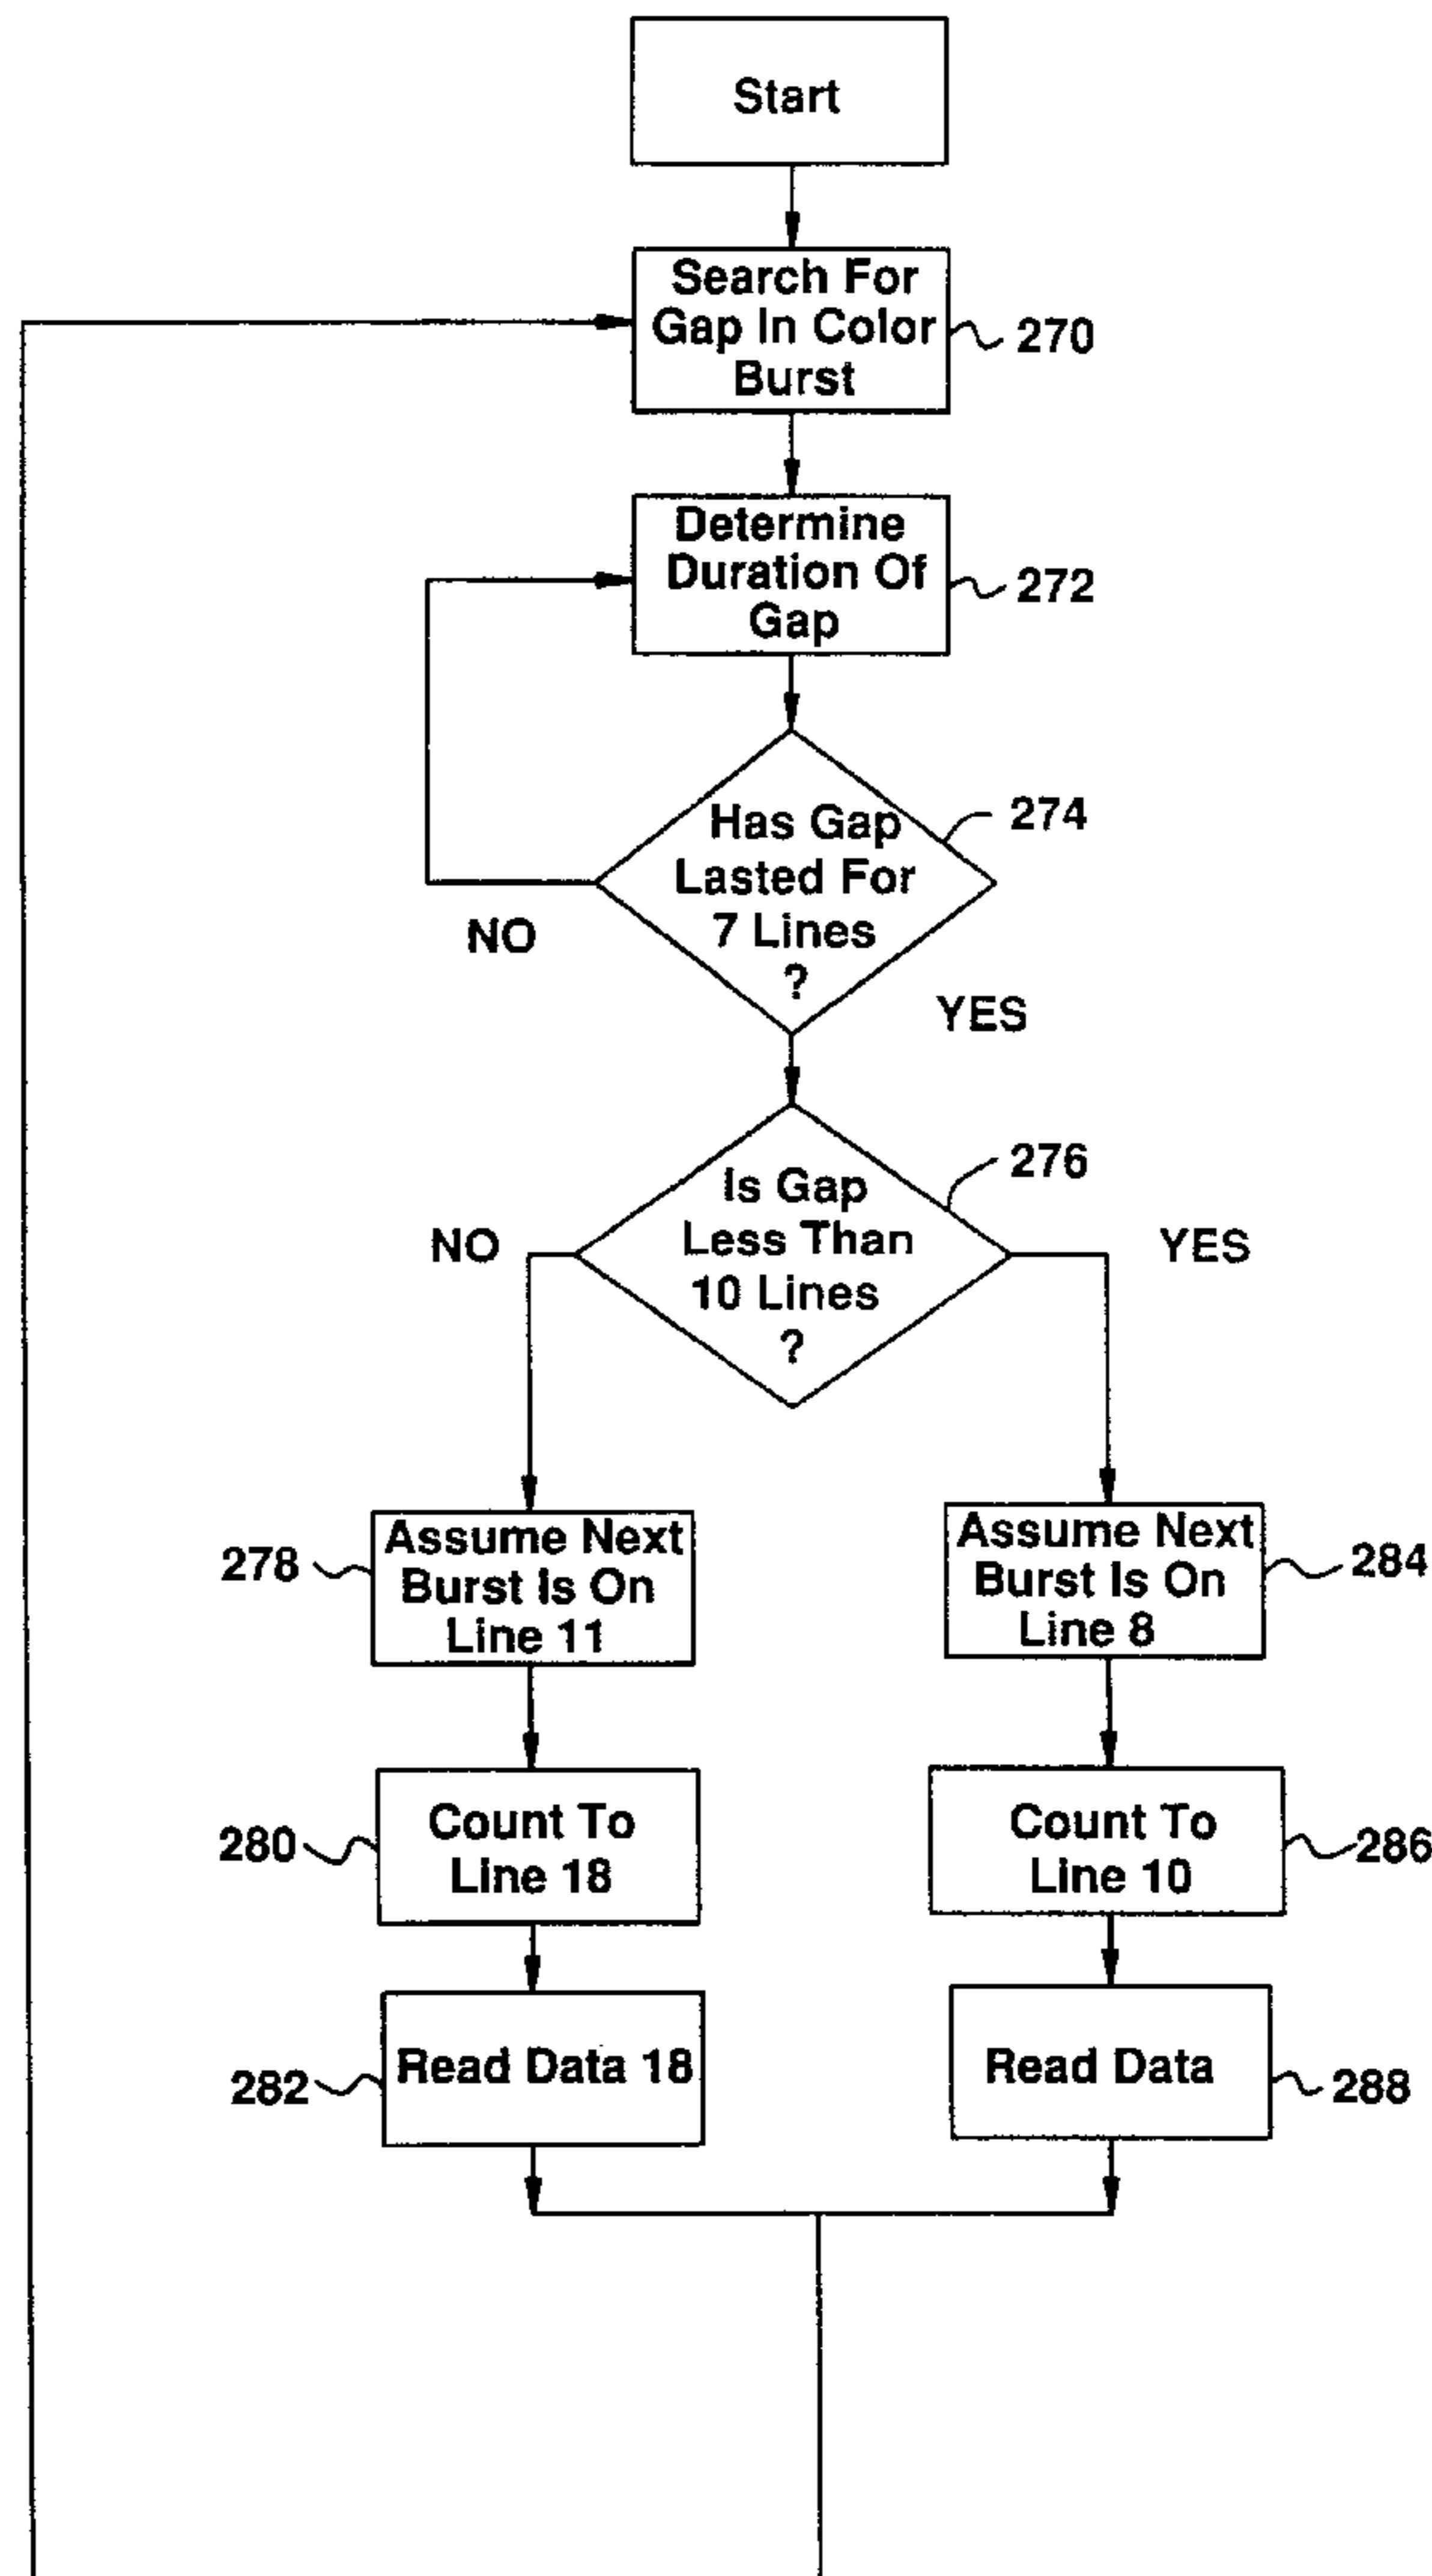 Start
Search For
Gap In Color
Burst
270
Determine
Duration Of
Gap
272
Has Gap
Lasted For
7 Lines
?
274
NO
YES
Is Gap
Less Than
10 Lines
?
276
NO
YES
Assume Next
Burst Is On
Line 11
278
Assume Next
Burst Is On
Line 8
284
Count To
Line 18
280
Count To
Line 10
286
Read Data 18
282
Read Data
288